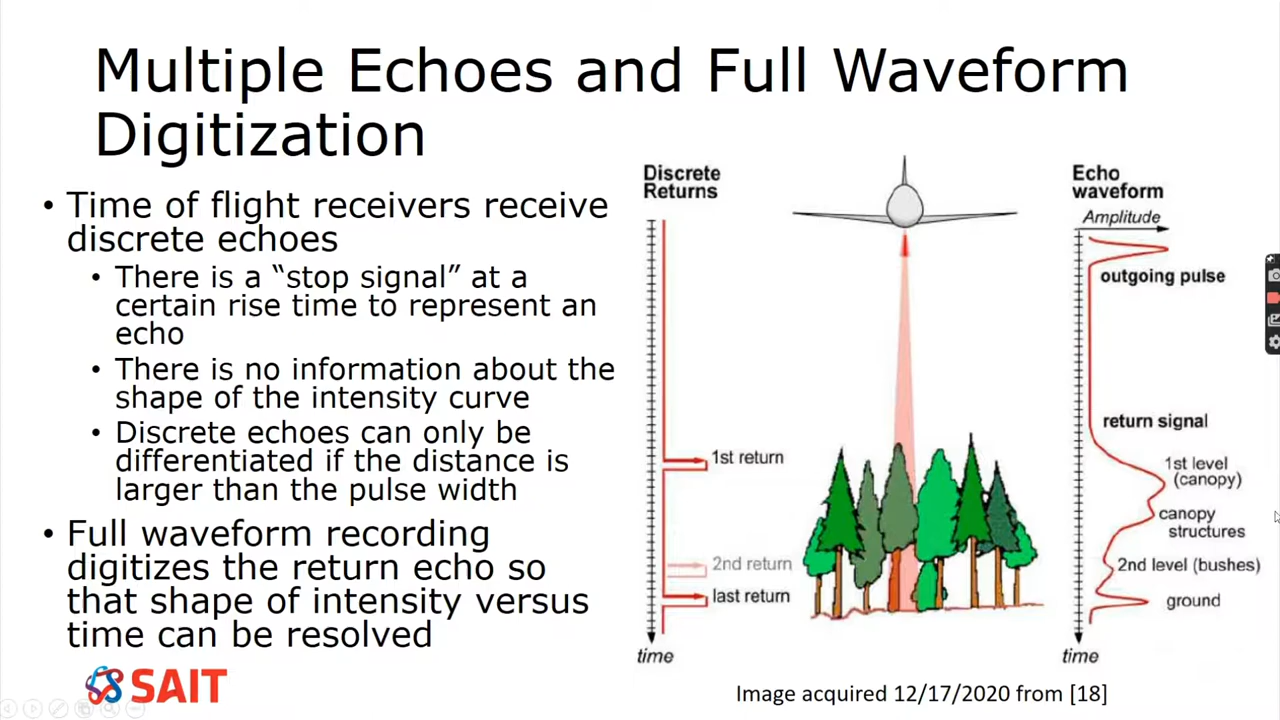 Multiple Echoes and Full Waveform
Digitization
• Time of flight receivers receive
discrete echoes
• There is a “stop signal” at a
certain rise time to represent an
echo
• There is no information about the
shape of the intensity curve
• Discrete echoes can only be
differentiated if the distance is
larger than the pulse width
• Full waveform recording
digitizes the return echo so
that shape of intensity versus
time can be resolved
SAIT
Discrete
Returns
1st return
2nd return
last return
time
Echo
waveform
Amplitude
outgoing pulse
return signal
1st level
(canopy)
canopy
structures
2nd level (bushes)
ground
time
Image acquired 12/17/2020 from [18]